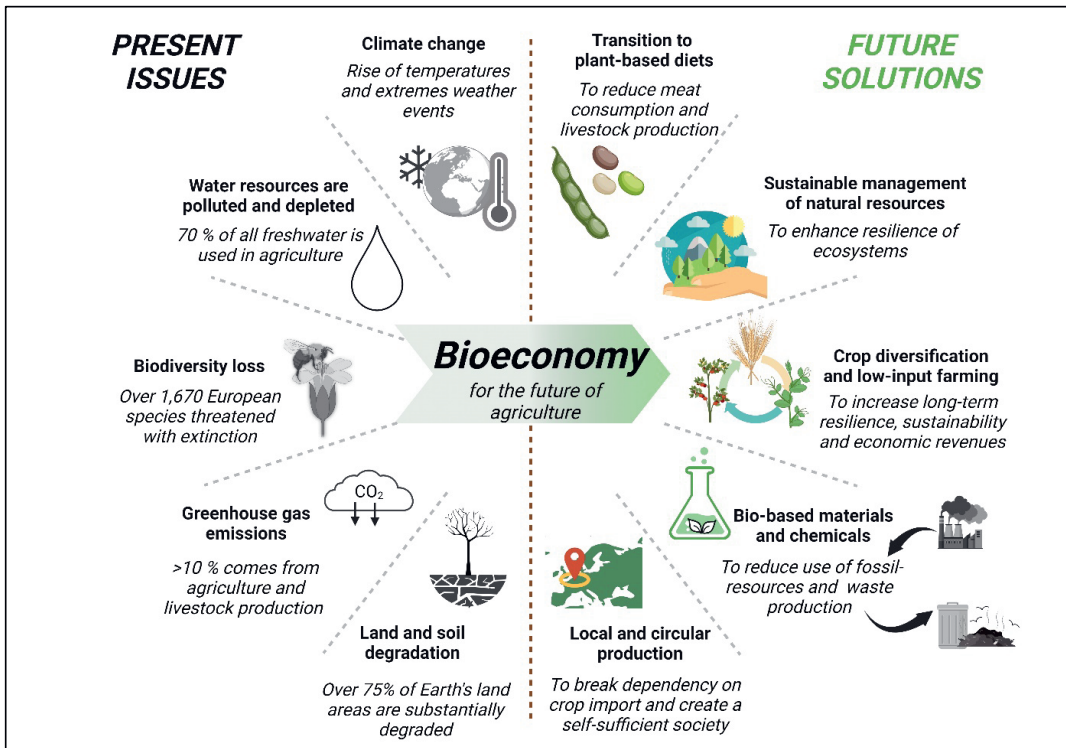 PRESENT
ISSUES
Climate change
Rise of temperatures
and extremes weather
events
Water resources are
polluted and depleted
70 % of all freshwater is
used in agriculture
Biodiversity loss
Over 1,670 European
species threatened
with extinction
CO₂
Greenhouse gas
emissions
>10 % comes from
agriculture and
livestock production
Land and soil
degradation
Over 75% of Earth's land
areas are substantially
degraded
Bioeconomy
for the future of
agriculture
FUTURE
SOLUTIONS
Transition to
plant-based diets
To reduce meat
consumption and
livestock production
Sustainable management
of natural resources
To enhance resilience of
ecosystems
Crop diversification
and low-input farming
To increase long-term
resilience, sustainability
and economic revenues
Bio-based materials
and chemicals
To reduce use of fossil-
resources and waste
production
Local and circular
production
To break dependency on
crop import and create a
self-sufficient society